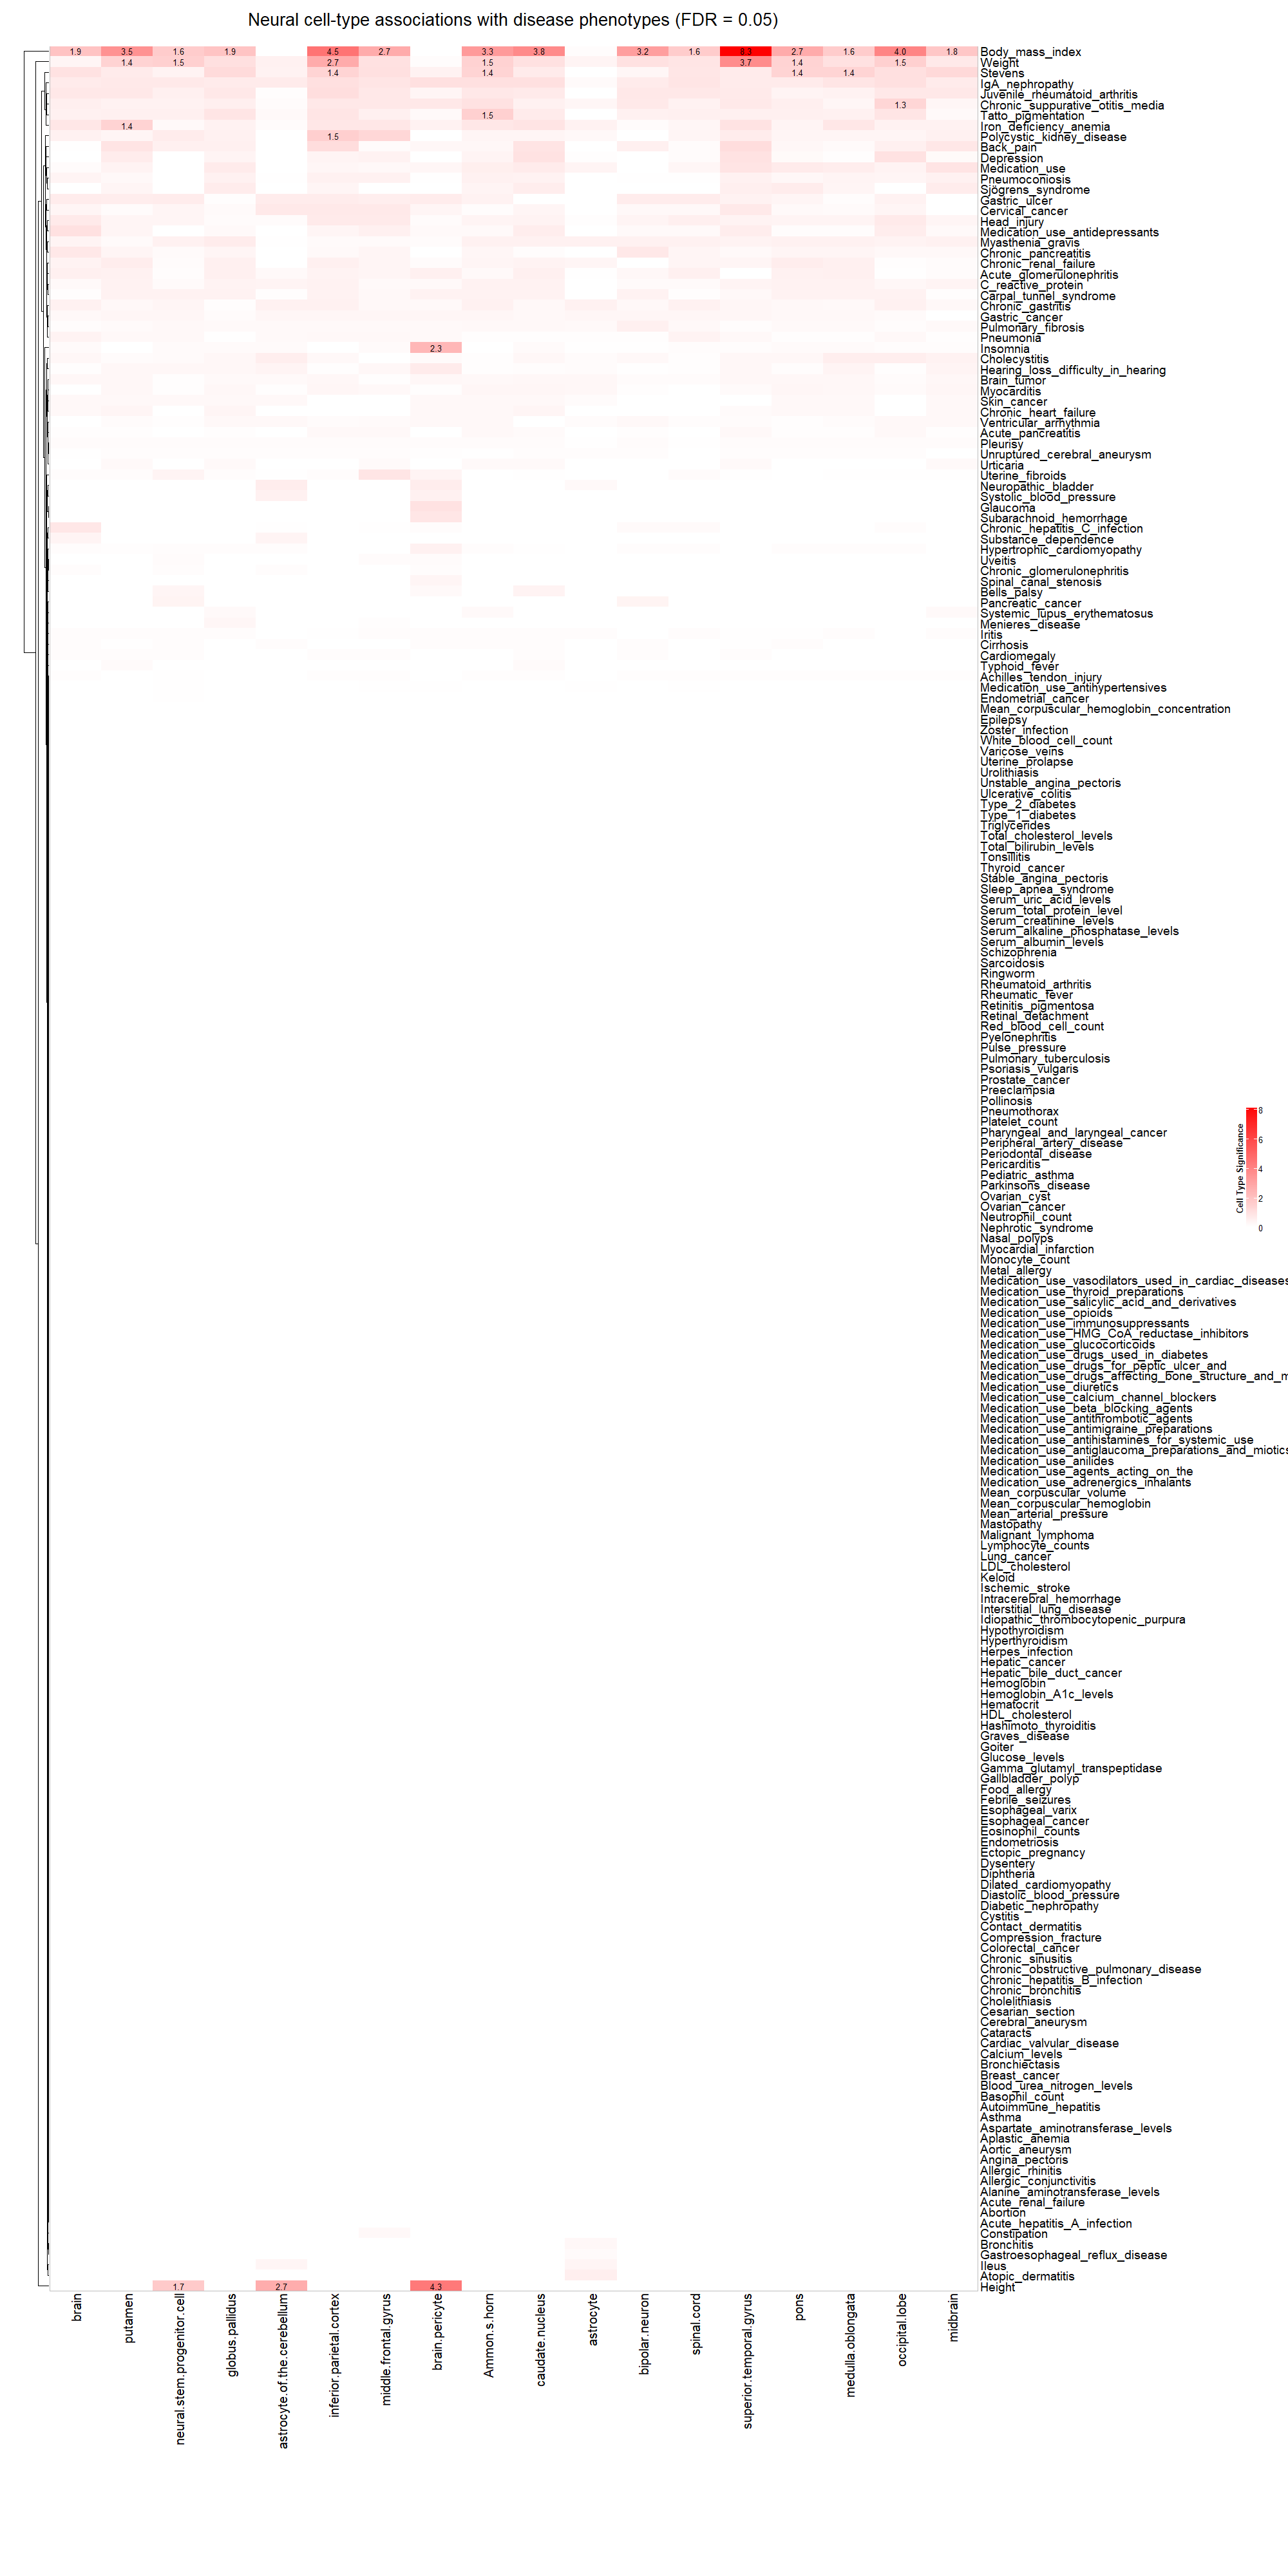 Neural cell-type associations with disease phenotypes (FDR = 0.05)
1.9 3.5 1.6 1.9 4.5 2.7 3.3 3.8 3.2 1.6 2.7 1.6 4.0 1.8 Body_mass_index
1.4 1.5 2.7 1.5 3.7 1.4 1.5 Weight
1.4 1.4 1.4 1.4 Stevens
IgA_nephropathy
Juvenile_rheumatoid_arthritis
1.3 Chronic_suppurative_otitis_media
1.5 Tatto_pigmentation
1.4 Iron_deficiency_anemia
1.5 Polycystic_kidney_disease
Back_pain
Depression
Medication_use
Pneumoconiosis
Sjögrens_syndrome
Gastric_ulcer
Cervical_cancer
Head_injury
Medication_use_antidepressants
Myasthenia_gravis
Chronic_pancreatitis
Chronic_renal_failure
Acute_glomerulonephritis
C_reactive_protein
Carpal_tunnel_syndrome
Chronic_gastritis
Gastric_cancer
Pulmonary_fibrosis
Pneumonia
2.3 Insomnia
Cholecystitis
Hearing_loss_difficulty_in_hearing
Brain_tumor
Myocarditis
Skin_cancer
Chronic_heart_failure
Ventricular_arrhythmia
Acute_pancreatitis
Pleurisy
Unruptured_cerebral_aneurysm
Urticaria
Uterine_fibroids
Neuropathic_bladder
Systolic_blood_pressure
Glaucoma
Subarachnoid_hemorrhage
Chronic_hepatitis_C_infection
Substance_dependence
Hypertrophic_cardiomyopathy
Uveitis
Chronic_glomerulonephritis
Spinal_canal_stenosis
Bells_palsy
Pancreatic_cancer
Systemic_lupus_erythematosus
Menieres_disease
Iritis
Cirrhosis
Cardiomegaly
Typhoid_fever
Achilles_tendon_injury
Medication_use_antihypertensives
Endometrial_cancer
Mean_corpuscular_hemoglobin_concentration
Epilepsy
Zoster_infection
White_blood_cell_count
Varicose_veins
Uterine_prolapse
Urolithiasis
Unstable_angina_pectoris
Ulcerative_colitis
Type_2_diabetes
Type_1_diabetes
Triglycerides
Total_cholesterol_levels
Total_bilirubin_levels
Tonsillitis
Thyroid_cancer
Stable_angina_pectoris
Sleep_apnea_syndrome
Serum_uric_acid_levels
Serum_total_protein_level
Serum_creatinine_levels
Serum_alkaline_phosphatase_levels
Serum_albumin_levels
Schizophrenia
Sarcoidosis
Ringworm
Rheumatoid_arthritis
Rheumatic_fever
Retinitis_pigmentosa
Retinal_detachment
Red_blood_cell_count
Pyelonephritis
Pulse_pressure
Pulmonary_tuberculosis
Psoriasis_vulgaris
Prostate_cancer
Preeclampsia
Pollinosis
Pneumothorax
Platelet_count
Pharyngeal_and_laryngeal_cancer
Peripheral_artery_disease
Periodontal_disease
Pericarditis
Pediatric_asthma
Parkinsons_disease
Ovarian_cyst
Ovarian_cancer
Neutrophil_count
Nephrotic_syndrome
Nasal_polyps
Myocardial_infarction
Monocyte_count
Metal_allergy
Medication_use_vasodilators_used_in_cardiac_diseases
Medication_use_thyroid_preparations
Medication_use_salicylic_acid_and_derivatives
Medication_use_opioids
Medication_use_immunosuppressants
Medication_use_HMG_CoA_reductase_inhibitors
Medication_use_glucocorticoids
Medication_use_drugs_used_in_diabetes
Medication_use_drugs_for_peptic_ulcer_and
Medication_use_drugs_affecting_bone_structure_and_m
Medication_use_diuretics
Medication_use_calcium_channel_blockers
Medication_use_beta_blocking_agents
Medication_use_antithrombotic_agents
Medication_use_antimigraine_preparations
Medication_use_antihistamines_for_systemic_use
Medication_use_antiglaucoma_preparations_and_miotics
Medication_use_anilides
Medication_use_agents_acting_on_the
Medication_use_adrenergics_inhalants
Mean_corpuscular_volume
Mean_corpuscular_hemoglobin
Mean_arterial_pressure
Mastopathy
Malignant_lymphoma
Lymphocyte_counts
Lung_cancer
LDL_cholesterol
Keloid
Ischemic_stroke
Intracerebral_hemorrhage
Interstitial_lung_disease
Idiopathic_thrombocytopenic_purpura
Hypothyroidism
Hyperthyroidism
Herpes_infection
Hepatic_cancer
Hepatic_bile_duct_cancer
Hemoglobin
Hemoglobin_A1c_levels
Hematocrit
HDL_cholesterol
Hashimoto_thyroiditis
Graves_disease
Goiter
Glucose_levels
Gamma_glutamyl_transpeptidase
Gallbladder_polyp
Food_allergy
Febrile_seizures
Esophageal_varix
Esophageal_cancer
Eosinophil_counts
Endometriosis
Ectopic_pregnancy
Dysentery
Diphtheria
Dilated_cardiomyopathy
Diastolic_blood_pressure
Diabetic_nephropathy
Cystitis
Contact_dermatitis
Compression_fracture
Colorectal_cancer
Chronic_sinusitis
Chronic_obstructive_pulmonary_disease
Chronic_hepatitis_B_infection
Chronic_bronchitis
Cholelithiasis
Cesarian_section
Cerebral_aneurysm
Cataracts
Cardiac_valvular_disease
Calcium_levels
Bronchiectasis
Breast_cancer
Blood_urea_nitrogen_levels
Basophil_count
Autoimmune_hepatitis
Asthma
Aspartate_aminotransferase_levels
Aplastic_anemia
Aortic_aneurysm
Angina_pectoris
Allergic_rhinitis
Allergic_conjunctivitis
Alanine_aminotransferase_levels
Acute_renal_failure
Abortion
Acute_hepatitis_A_infection
Constipation
Bronchitis
Gastroesophageal_reflux_disease
Ileus
Atopic_dermatitis
1.7 2.7 4.3 Height
brain
putamen
neural.stem.progenitor.cell
globus.pallidus
astrocyte.of.the.cerebellum
inferior.parietal.cortex
middle.frontal.gyrus
brain.pericyte
Ammon.s.horn
caudate.nucleus
astrocyte
bipolar.neuron
spinal.cord
superior.temporal.gyrus
pons
medulla.oblongata
occipital.lobe
midbrain
Cell Type Significance
8
6
4
2
0